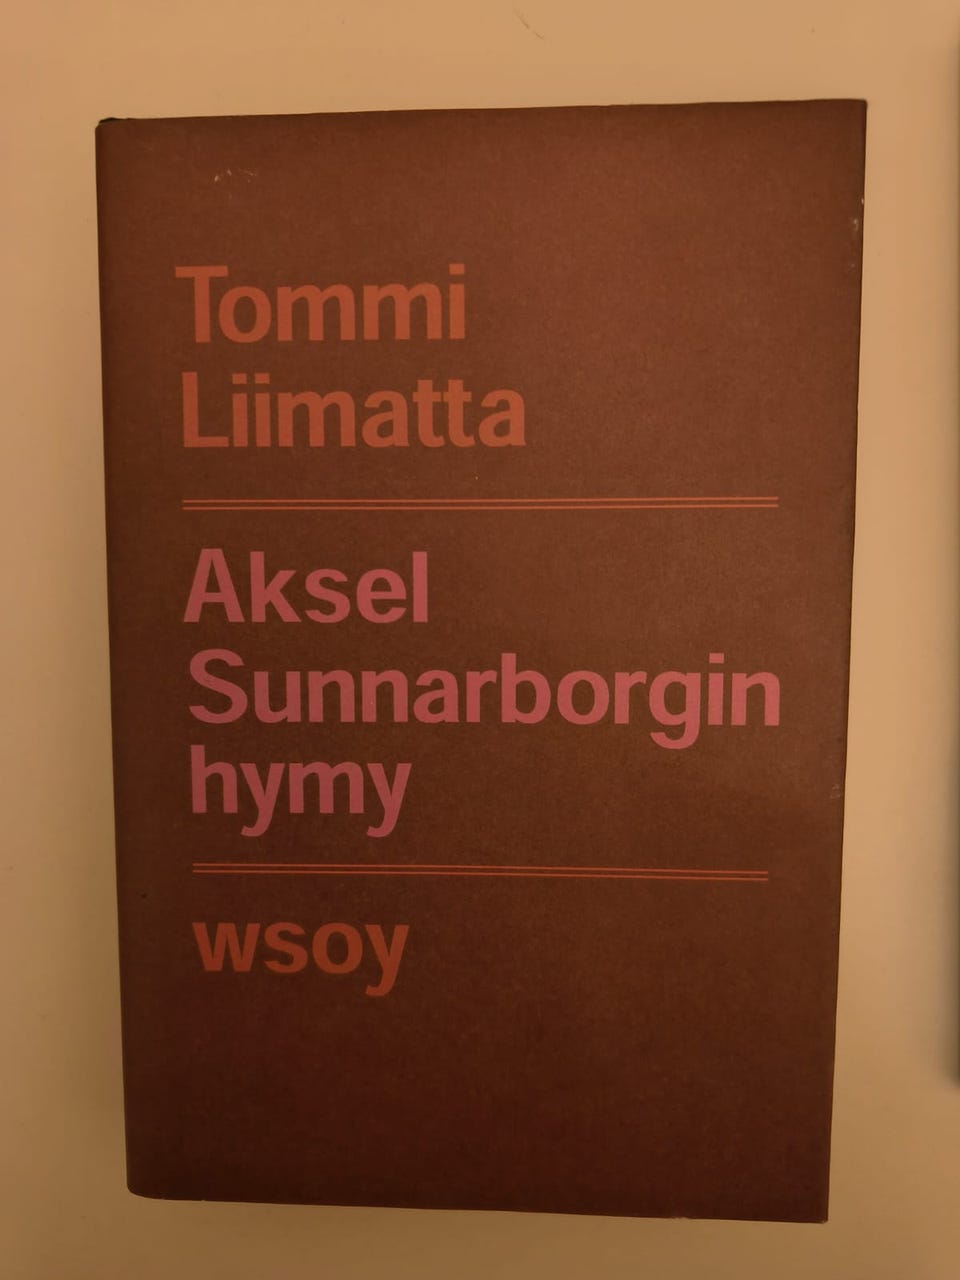 Tommi
Liimatta
Aksel
Sunnarborgin
hymy
wsoy